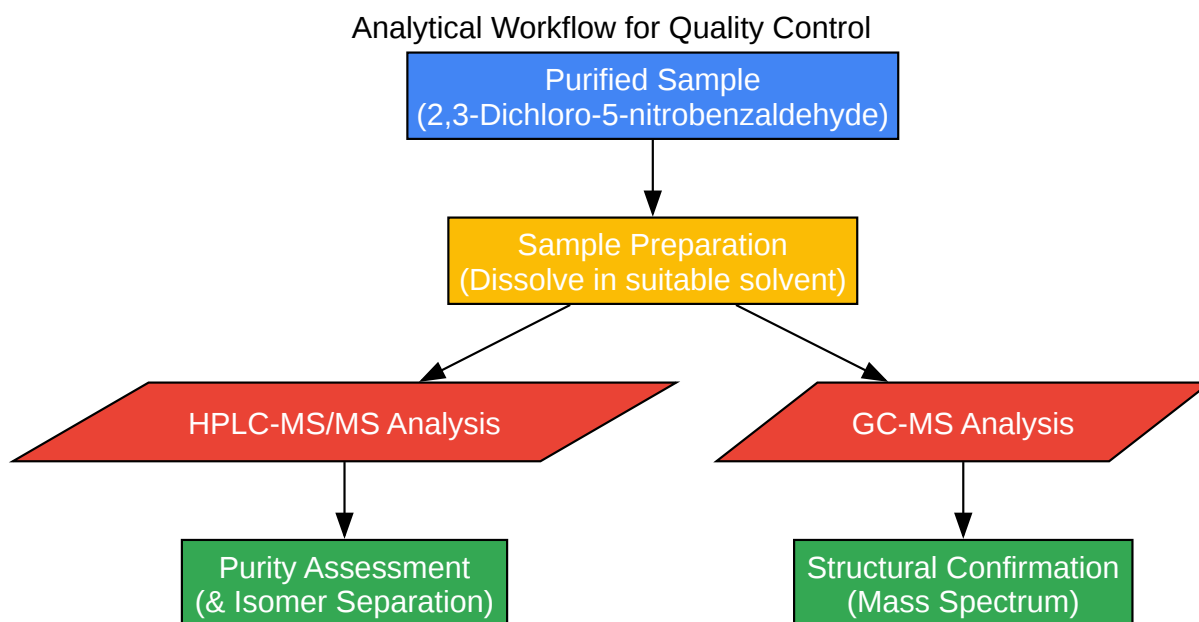 Analytical Workflow for Quality Control
Purified Sample
(2,3-Dichloro-5-nitrobenzaldehyde)
Sample Preparation
(Dissolve in suitable solvent)
HPLC-MS/MS Analysis
GC-MS Analysis
Purity Assessment
(& Isomer Separation)
Structural Confirmation
(Mass Spectrum)